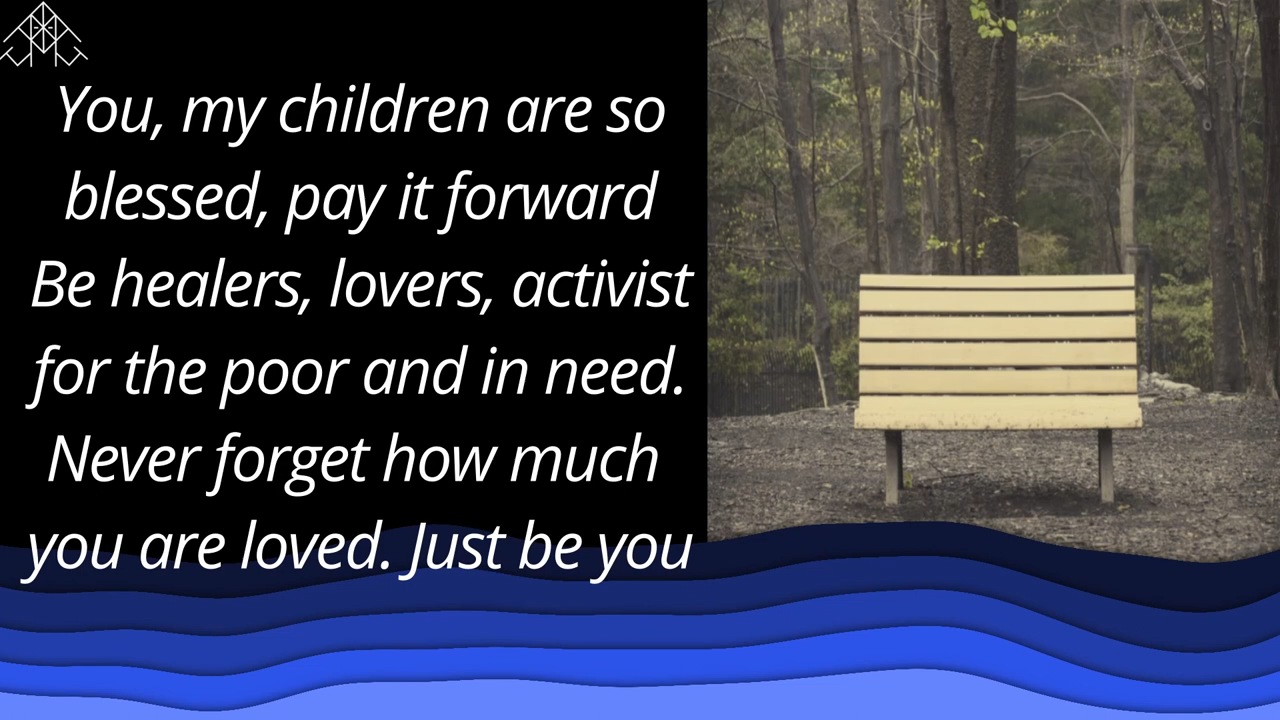 You, my children are so
blessed, pay it forward
Be healers, lovers, activist
for the poor and in need.
Never forget how much
you are loved. Just be you